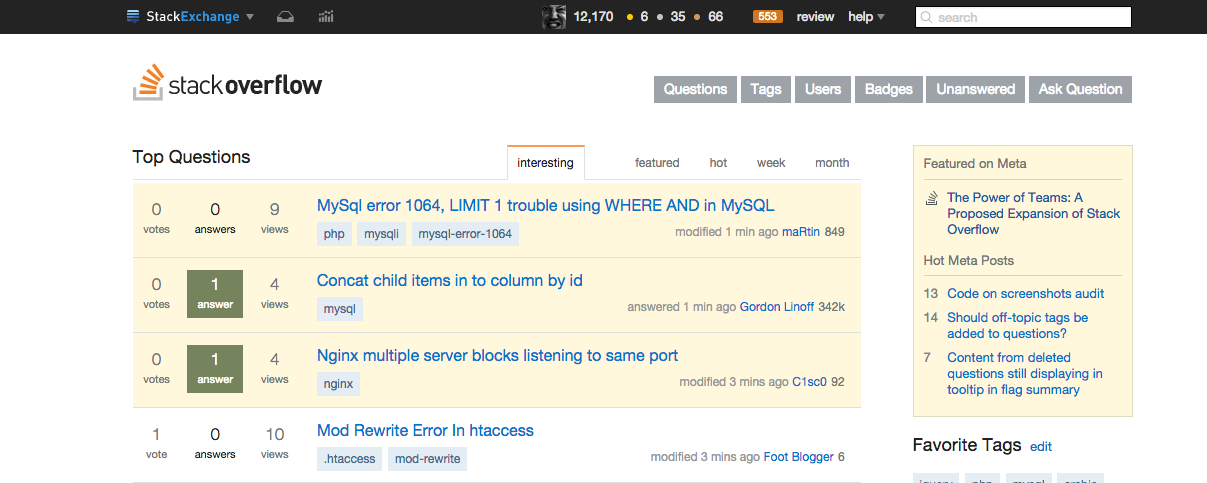 StackExchange
12,170 6 35 66 553 review help search
stackoverflow
Questions Tags Users Badges Unanswered Ask Question
Top Questions
interesting featured hot week month
0 votes
0 answers
9 views
MySql error 1064, LIMIT 1 trouble using WHERE AND in MySQL
php mysqli mysql-error-1064
modified 1 min ago maRtin 849
0 votes
1 answer
4 views
Concat child items in to column by id
mysql
answered 1 min ago Gordon Linoff 342k
0 votes
1 answer
4 views
Nginx multiple server blocks listening to same port
nginx
modified 3 mins ago C1sc0 92
1 vote
0 answers
10 views
Mod Rewrite Error In htaccess
.htaccess mod-rewrite
modified 3 mins ago Foot Blogger 6
Featured on Meta
The Power of Teams: A
Proposed Expansion of Stack
Overflow
Hot Meta Posts
13 Code on screenshots audit
14 Should off-topic tags be
added to questions?
7 Content from deleted
questions still displaying in
tooltip in flag summary
Favorite Tags edit
jquery php mysql arabic